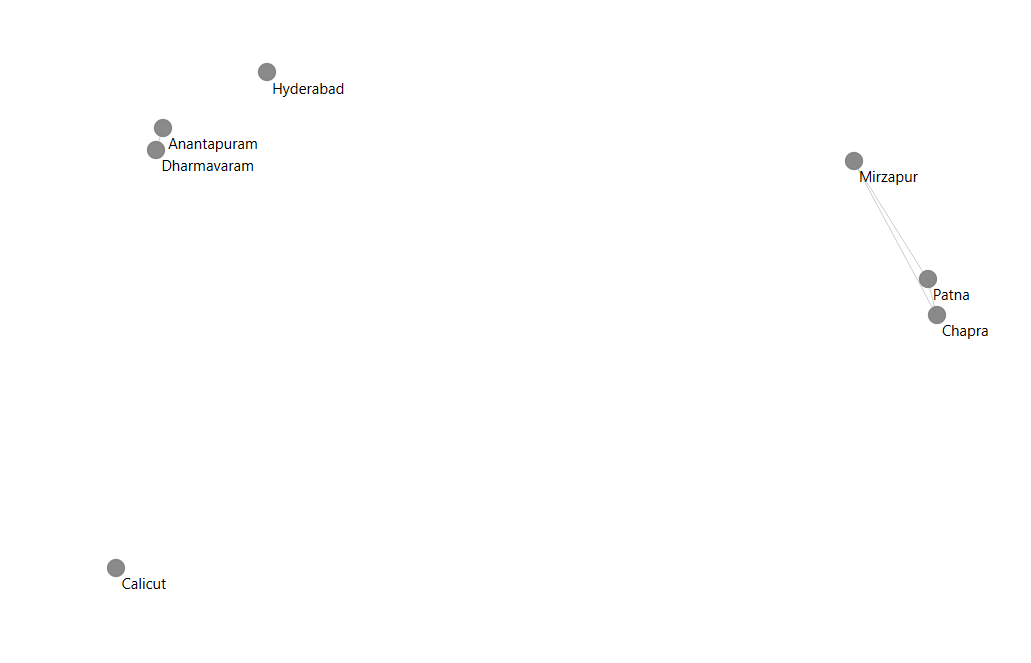 Hyderabad
Anantapuram
Dharmavaram
Mirzapur
Patna
Chapra
Calicut